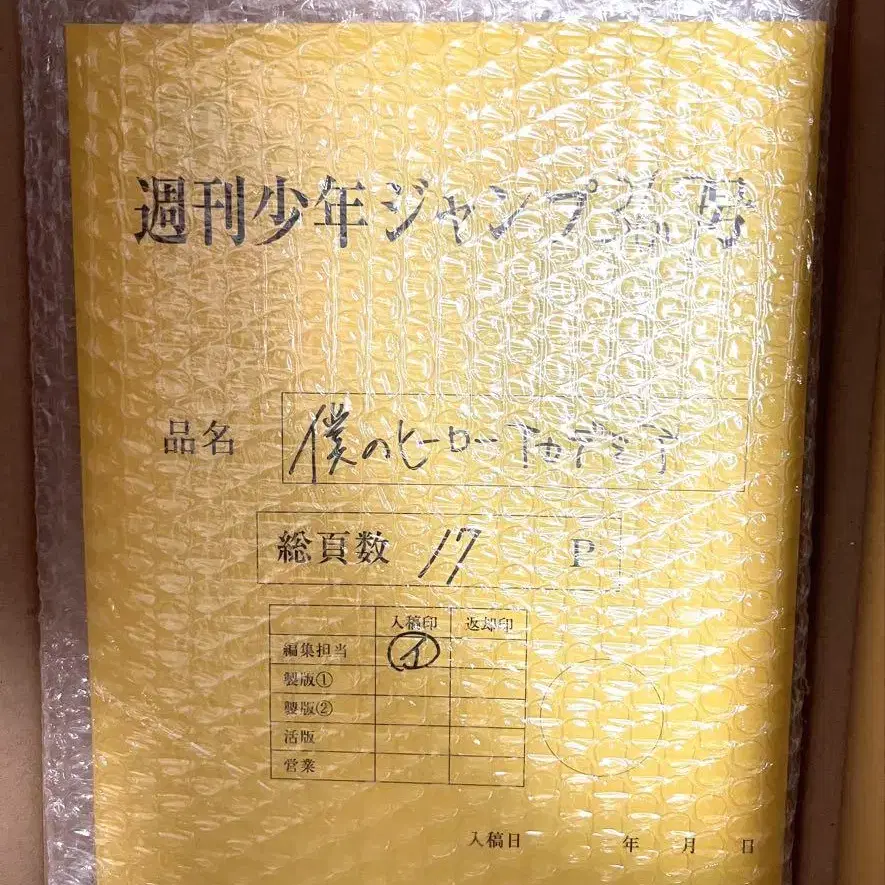 週刊少年ジャンプ 号
品名 僕のヒーローアカデミア
総頁数 17 P
入稿印 返却印
編集担当 イ
製版①
製版②
活版
営業
入稿日 年 月 日